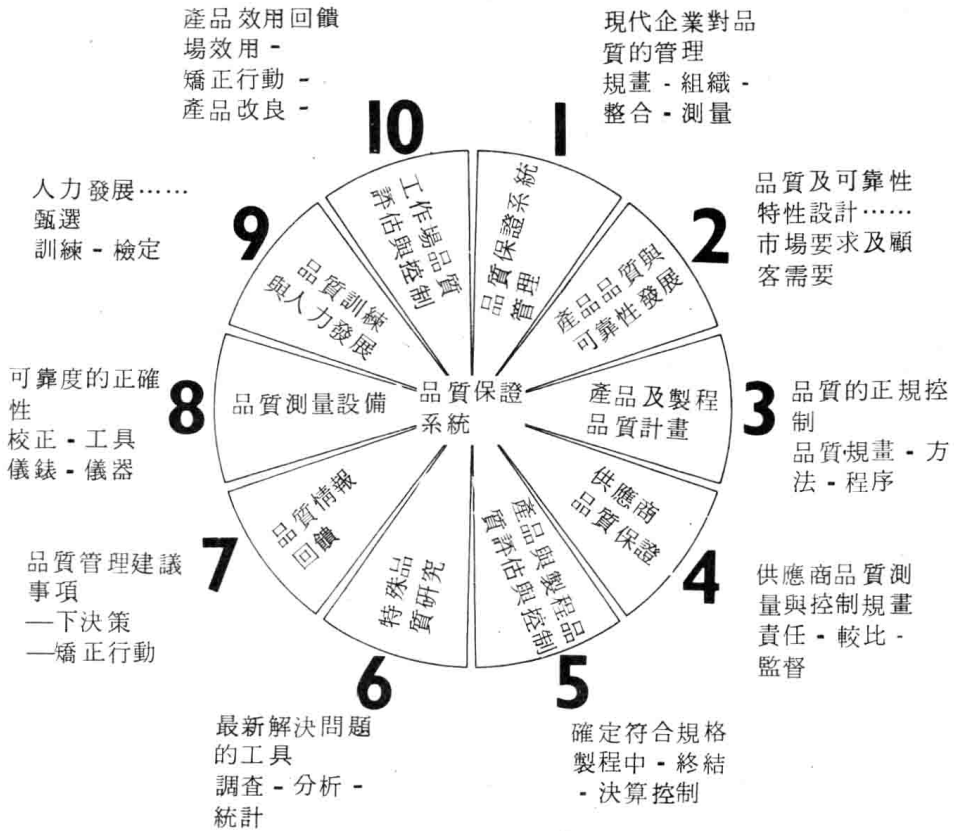 產品效用回饋
場效用 -
矯正行動 -
產品改良 -
10
現代企業對品
質的管理
規畫 - 組織 -
整合 - 測量
1
品質及可靠性
特性設計……
市場要求及顧
客需要
2
品質的正規控
制
品質規畫 - 方
法 - 程序
3
供應商品質測
量與控制規畫
責任 - 較比 -
監督
4
確定符合規格
製程中 - 終結
- 決算控制
5
最新解決問題
的工具
調查 - 分析 -
統計
6
品質管理建議
事項
—下決策
—矯正行動
7
可靠度的正確
性
校正 - 工具
儀錶 - 儀器
8
人力發展……
甄選
訓練 - 檢定
9
品質保證系統
管理
產品品質與
可靠性發展
產品及製程
品質計畫
供應商
品質保證
產品與製程品
質評估與控制
特殊品
質研究
品質情報
回饋
品質測量設備
品質訓練
與人力發展
工作場品質
評估與控制
品質保證
系統